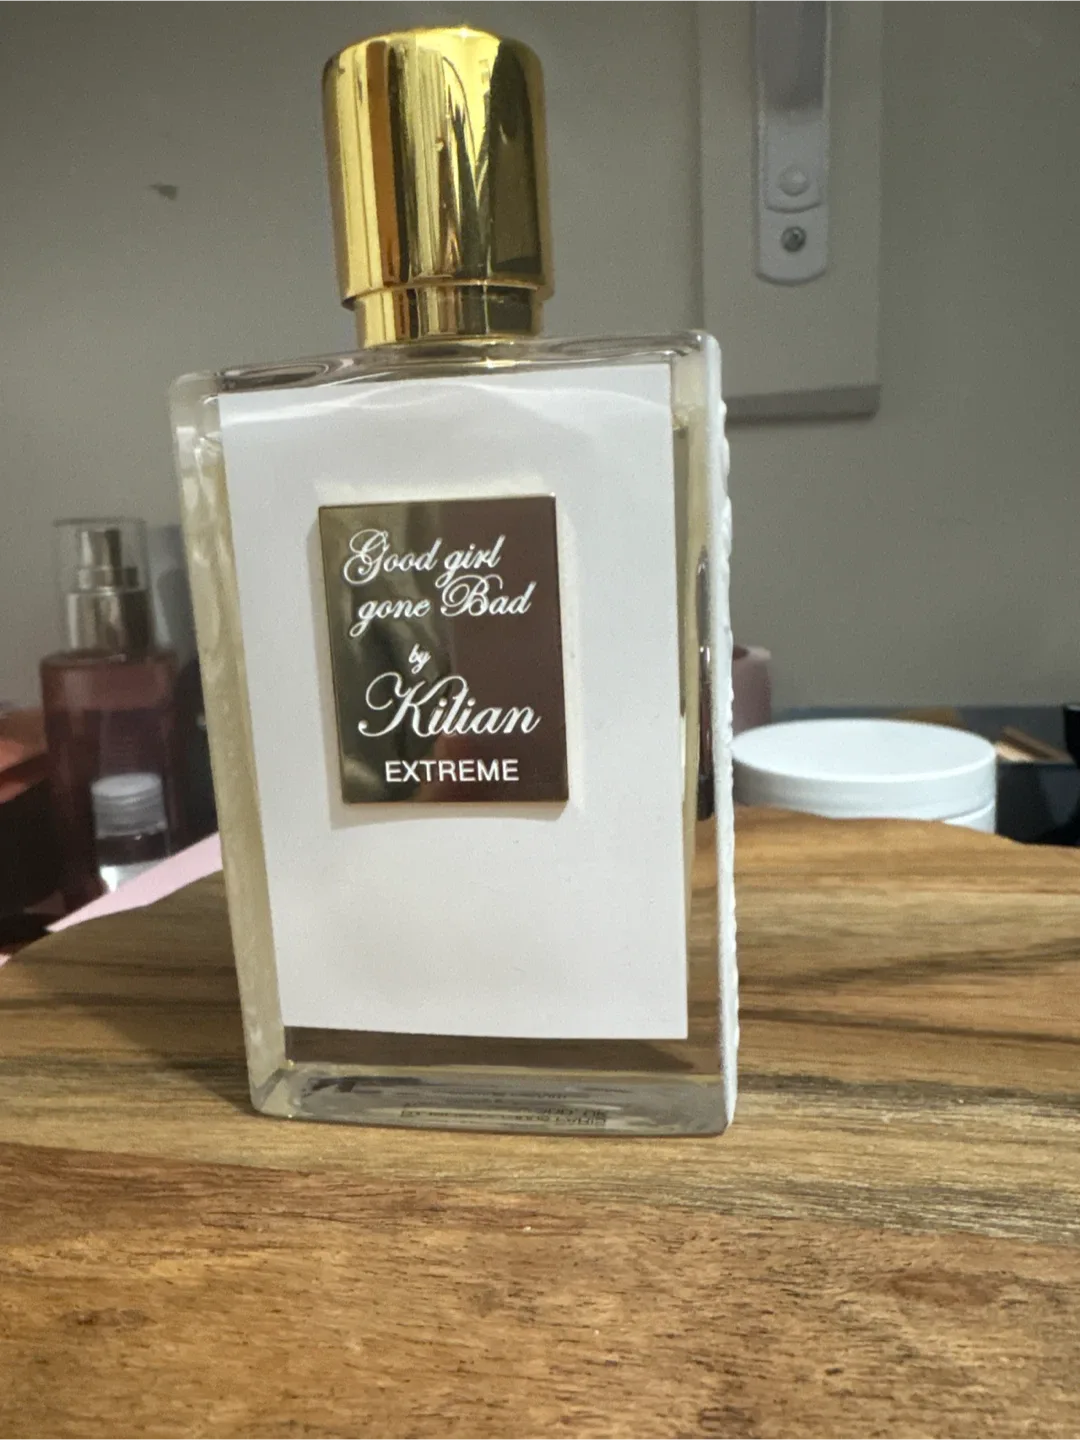 Good girl
gone Bad
by
Kilian
EXTREME